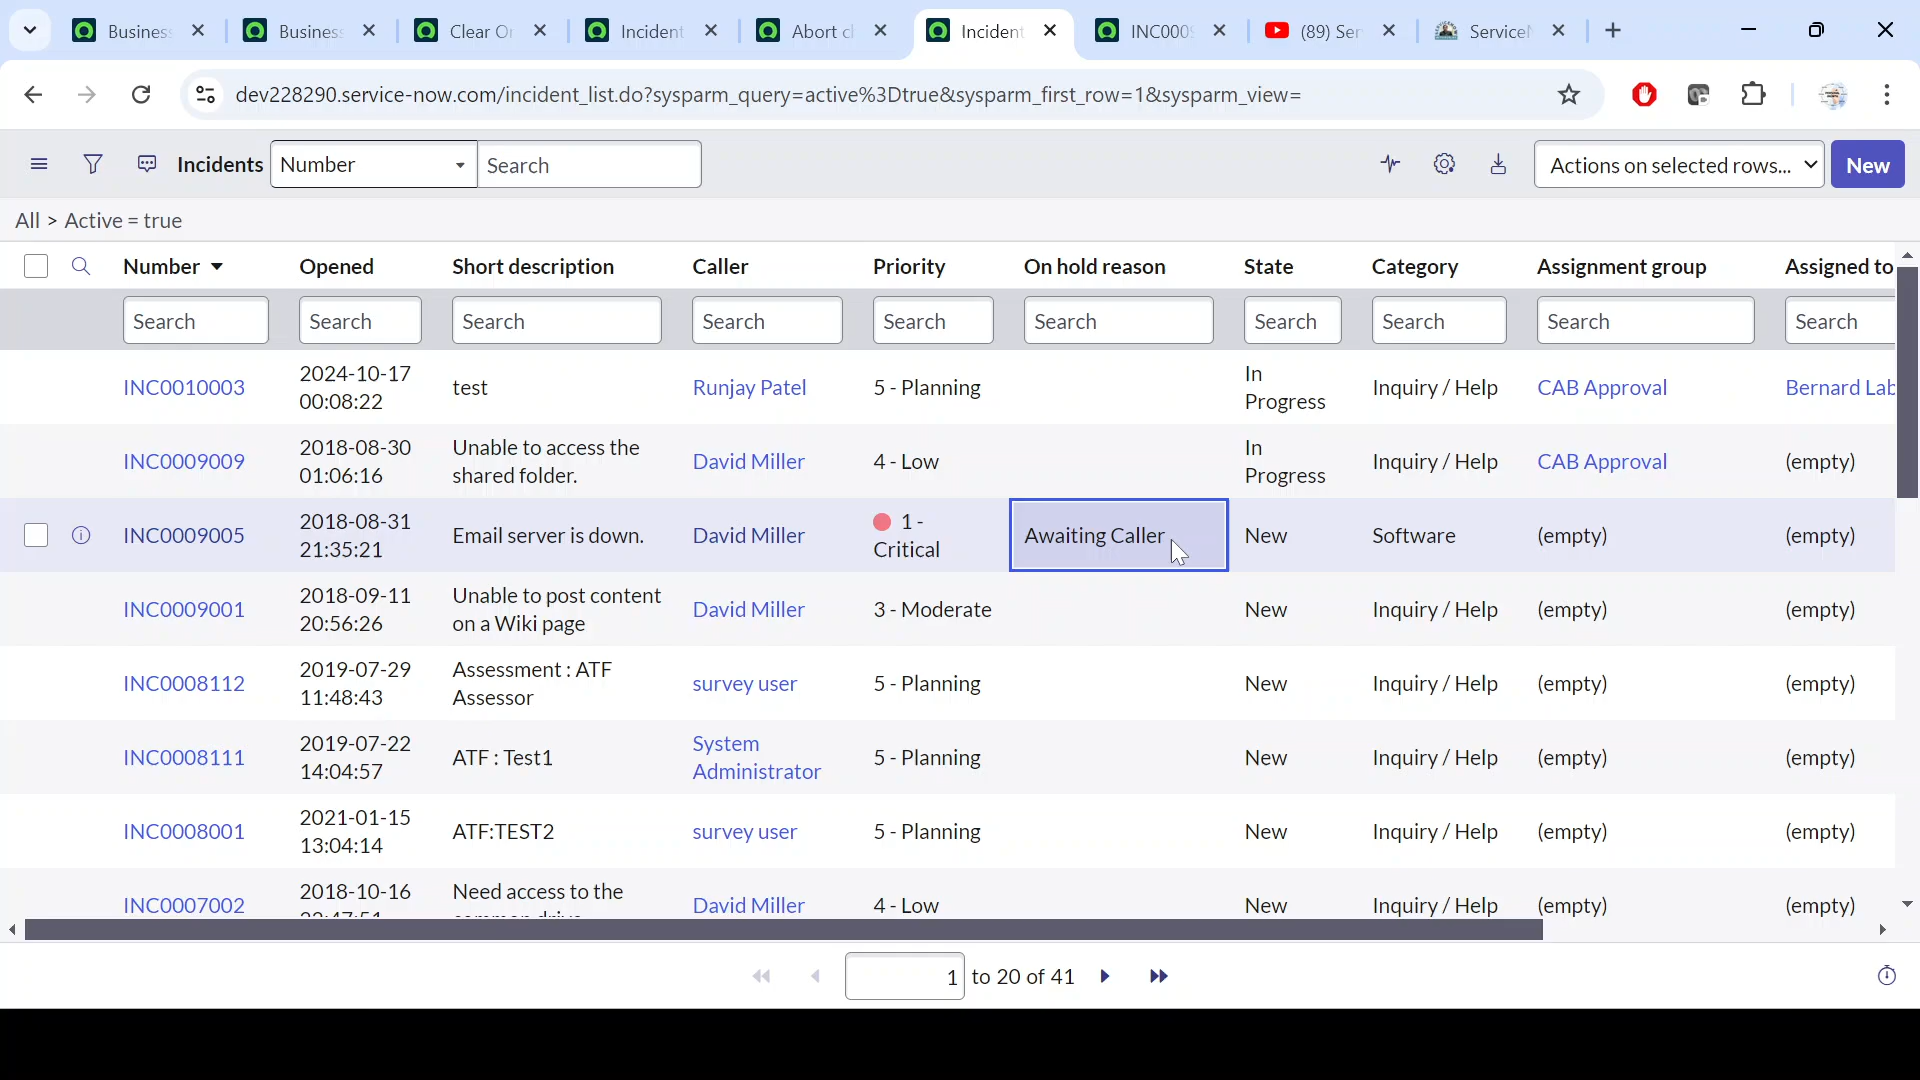 Business
Business
Clear O
Incident
Abort cl
Incident
INC0009
(89) Ser
Service
dev228290.service-now.com/incident_list.do?sysparm_query=active%3Dtrue&sysparm_first_row=1&sysparm_view=
Incidents Number Search Actions on selected rows... New
All > Active = true
Number Opened Short description Caller Priority On hold reason State Category Assignment group Assigned to
Search Search Search Search Search Search Search Search Search Search
INC0010003 2024-10-17 00:08:22 test Runjay Patel 5 - Planning In Progress Inquiry / Help CAB Approval Bernard Lab
INC0009009 2018-08-30 01:06:16 Unable to access the shared folder. David Miller 4 - Low In Progress Inquiry / Help CAB Approval (empty)
INC0009005 2018-08-31 21:35:21 Email server is down. David Miller 1 - Critical Awaiting Caller New Software (empty) (empty)
INC0009001 2018-09-11 20:56:26 Unable to post content on a Wiki page David Miller 3 - Moderate New Inquiry / Help (empty) (empty)
INC0008112 2019-07-29 11:48:43 Assessment : ATF Assessor survey user 5 - Planning New Inquiry / Help (empty) (empty)
INC0008111 2019-07-22 14:04:57 ATF : Test1 System Administrator 5 - Planning New Inquiry / Help (empty) (empty)
INC0008001 2021-01-15 13:04:14 ATF:TEST2 survey user 5 - Planning New Inquiry / Help (empty) (empty)
INC0007002 2018-10-16 Need access to the David Miller 4 - Low New Inquiry / Help (empty) (empty)
1 to 20 of 41